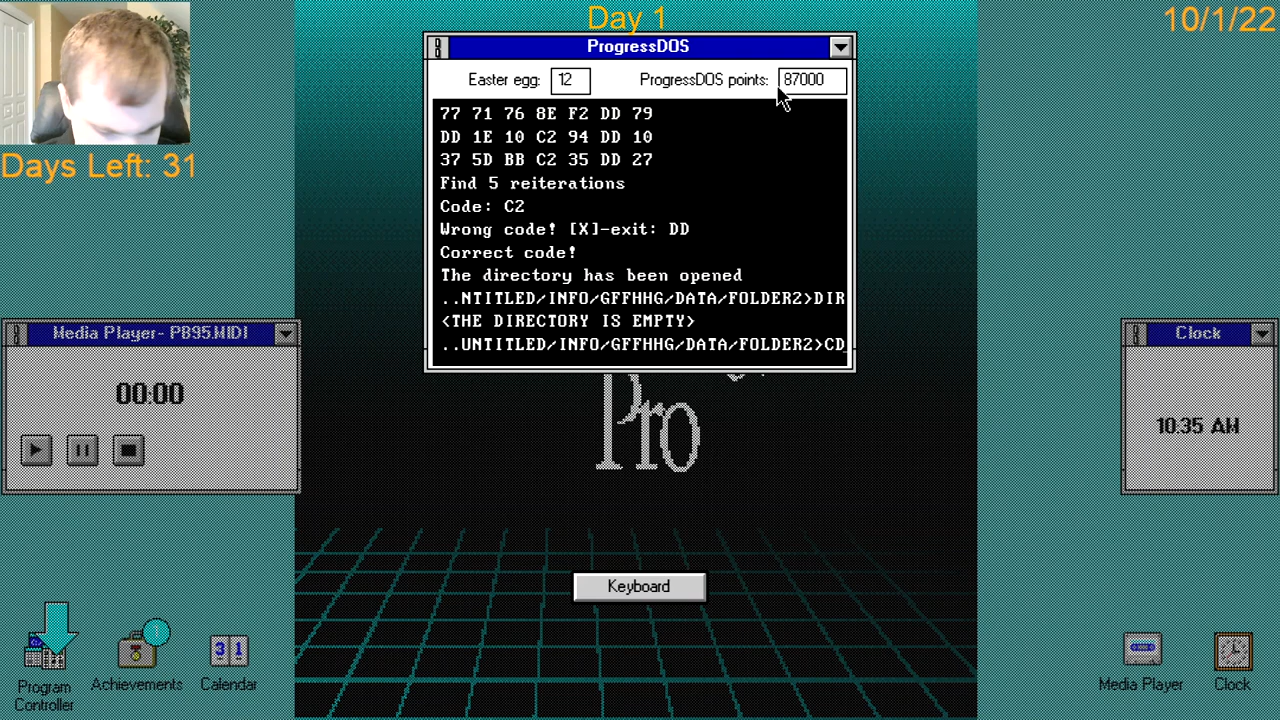 Day 1
10/1/22
ProgressDOS
Easter egg: 12
ProgressDOS points: 87000
77 71 76 8E F2 DD 79
DD 1E 10 C2 94 DD 10
37 5D BB C2 35 DD 27
Find 5 reiterations
Code: C2
Wrong code! [X]-exit: DD
Correct code!
The directory has been opened
..NTITLED/INFO/GFFHHG/DATA/FOLDER2>DIR
<THE DIRECTORY IS EMPTY>
..UNTITLED/INFO/GFFHHG/DATA/FOLDER2>CD_
Days Left: 31
Media Player- PB95.MIDI
00:00
Clock
10:35 AM
Pro
Keyboard
Program
Controller
Achievements
1
31
Calendar
Media Player
Clock